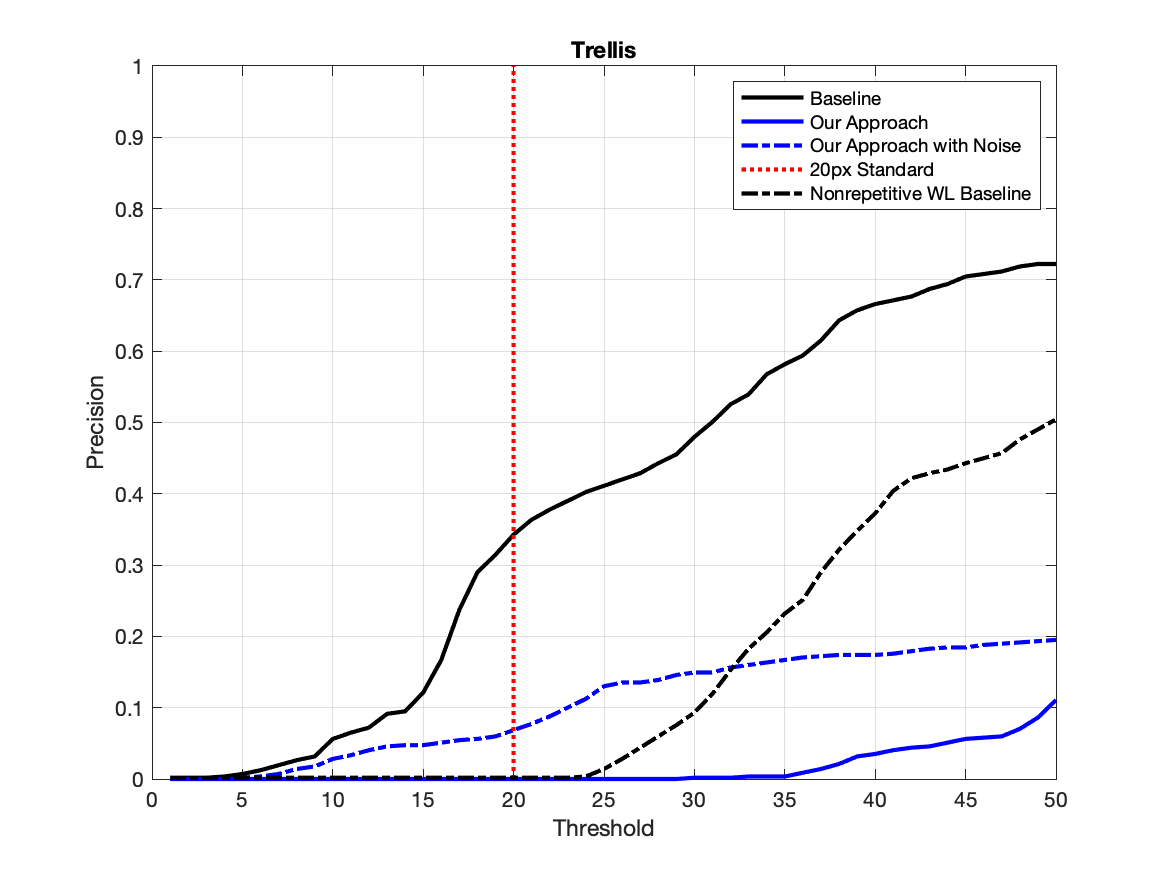 Trellis
1
0.9
0.8
0.7
0.6
0.5
0.4
0.3
0.2
0.1
0
Precision
Baseline
Our Approach
Our Approach with Noise
20px Standard
Nonrepetitive WL Baseline
0 5 10 15 20 25 30 35 40 45 50
Threshold